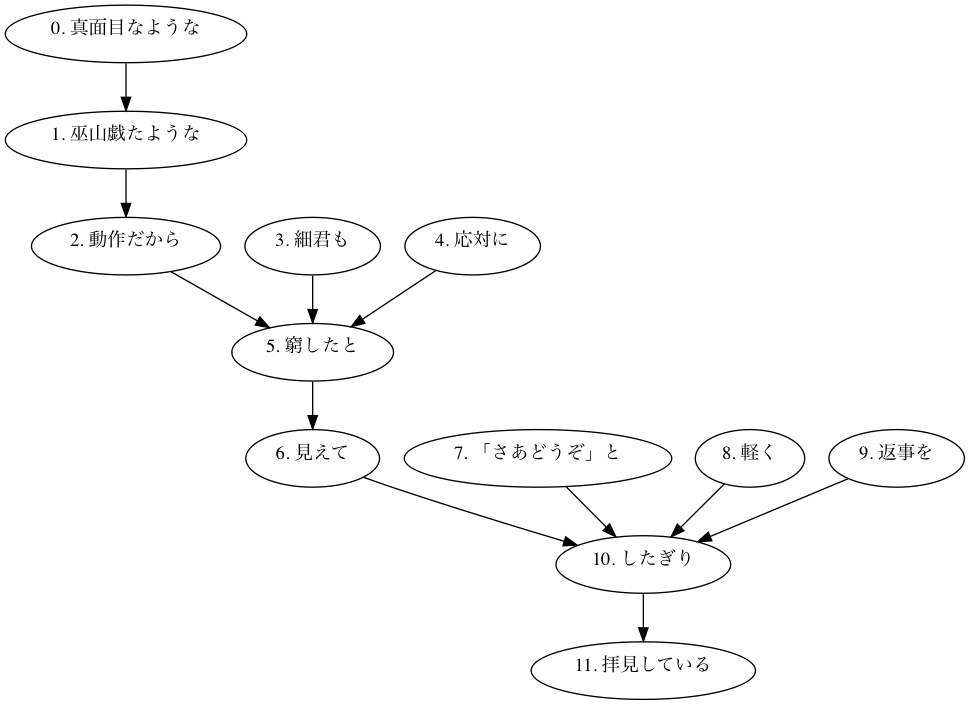 0. 真面目なような
1. 巫山戯たような
2. 動作だから
3. 細君も
4. 応対に
5. 窮したと
6. 見えて
7. 「さあどうぞ」と
8. 軽く
9. 返事を
10. したぎり
11. 拝見している